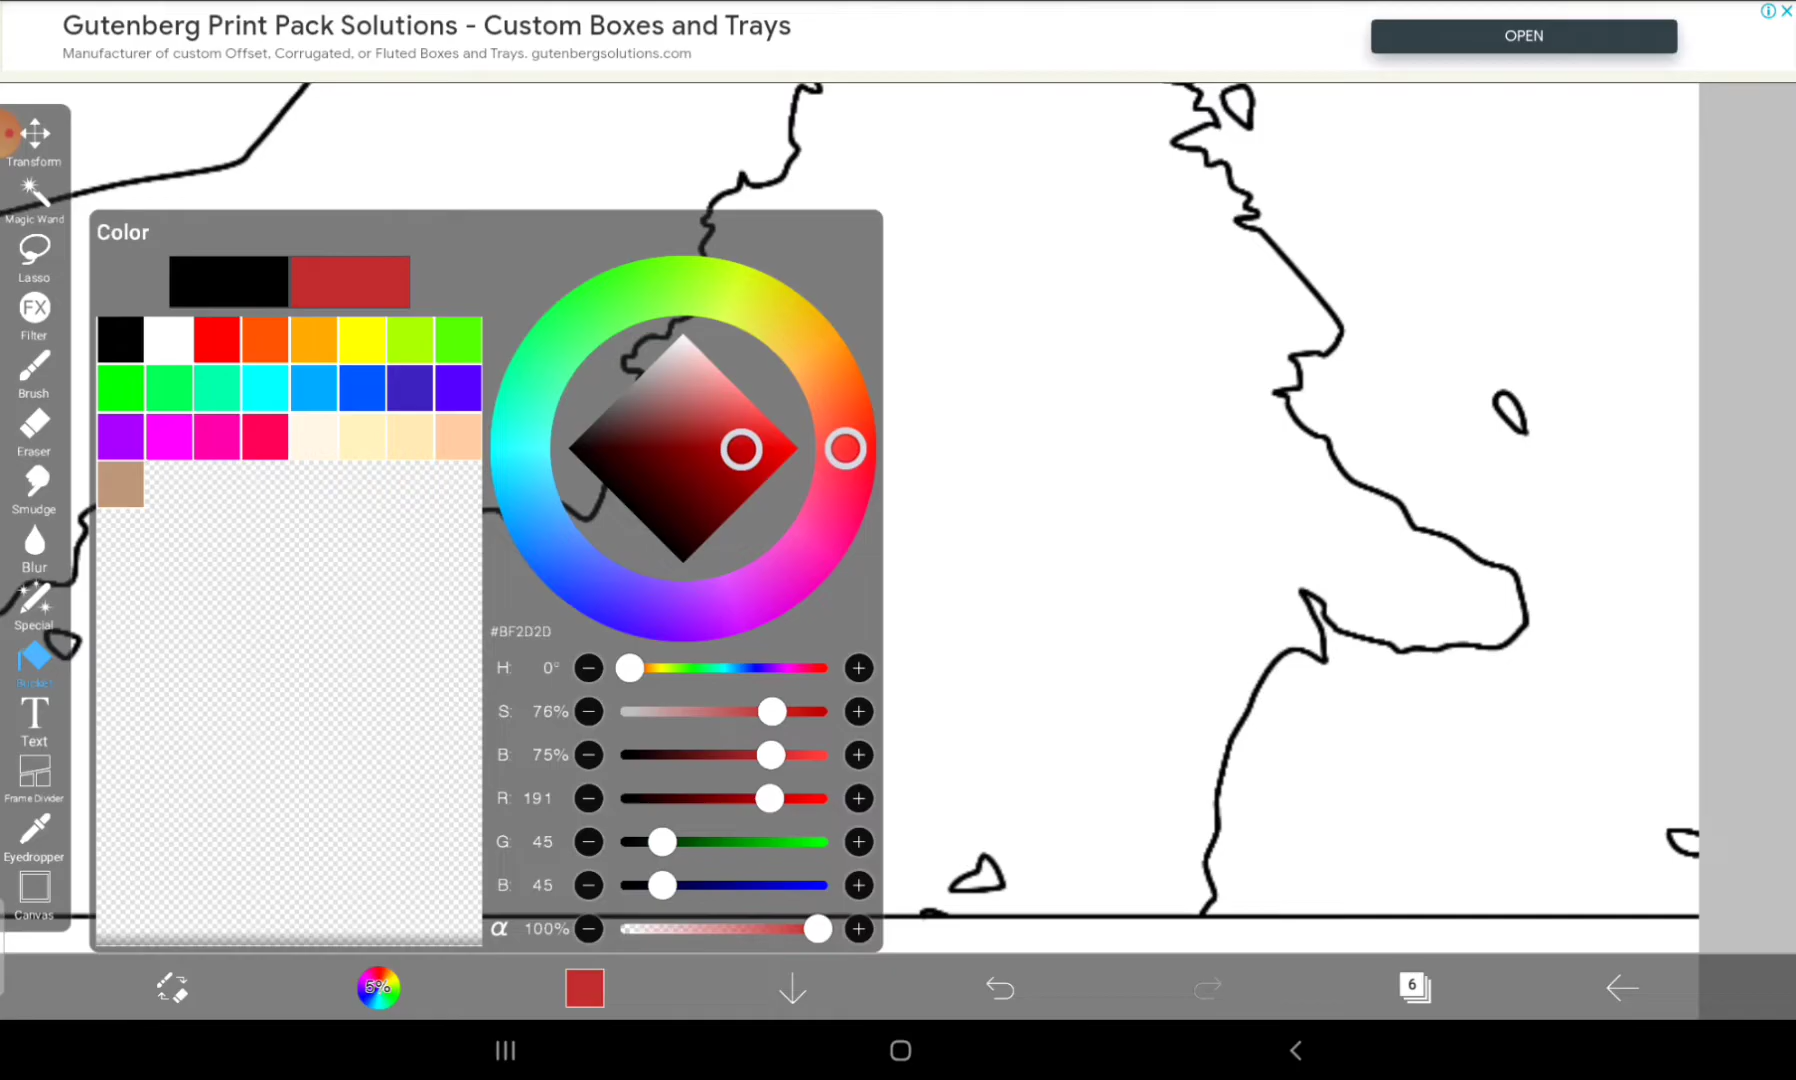 Gutenberg Print Pack Solutions - Custom Boxes and Trays
Manufacturer of custom Offset, Corrugated, or Fluted Boxes and Trays. gutenbergsolutions.com
OPEN
Transform
Magic Wand
Lasso
FX
Filter
Brush
Eraser
Smudge
Blur
Special
Bucket
T
Text
Frame Divider
Eyedropper
Canvas
Color
#BF2D2D
H: 0°
S: 76%
B: 75%
R: 191
G: 45
B: 45
α 100%
5%
6